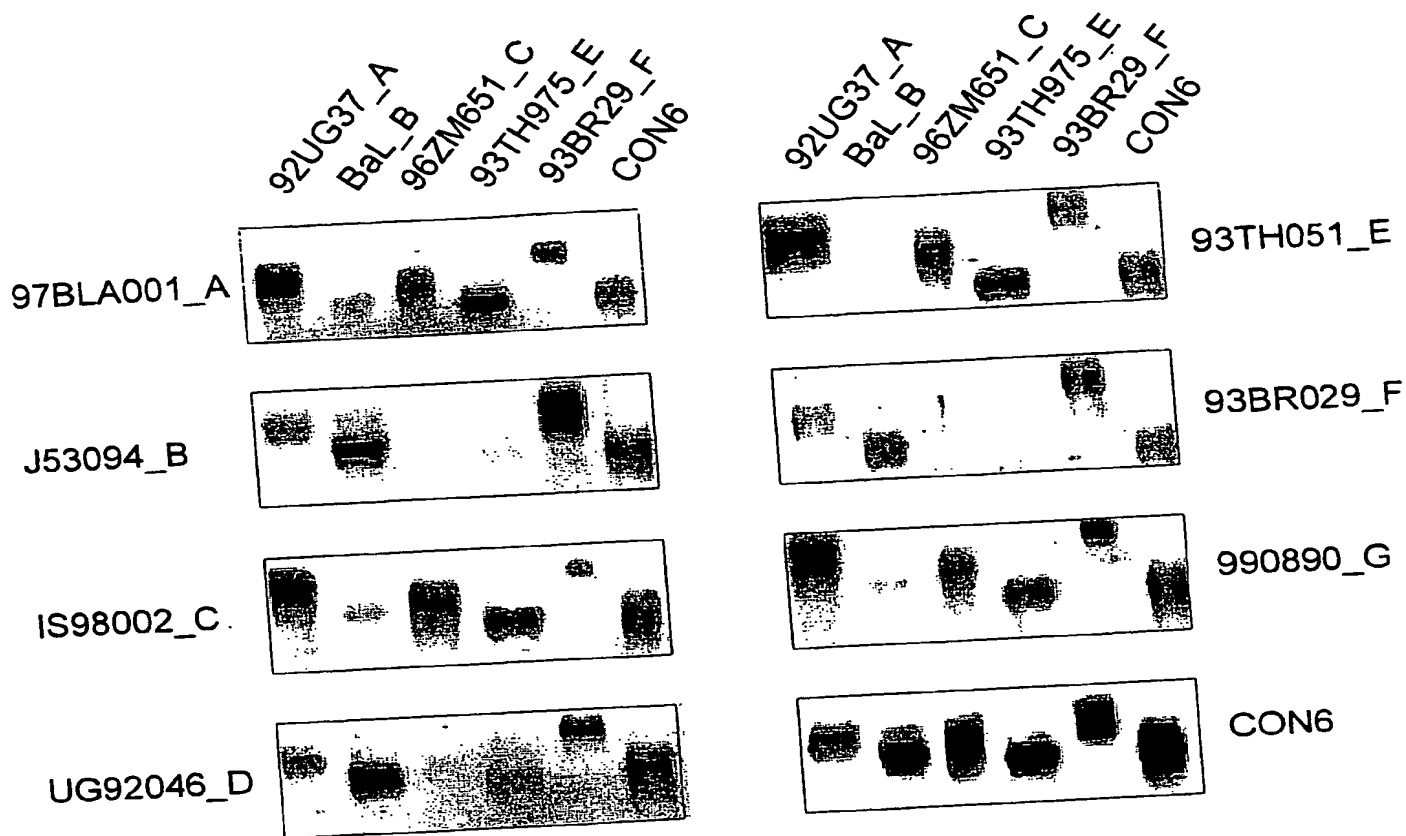 92UG37_A BaL_B 96ZM651_C 93TH975_E 93BR29_F CON6
97BLA001_A
J53094_B
IS98002_C
UG92046_D
92UG37_A BaL_B 96ZM651_C 93TH975_E 93BR29_F CON6
93TH051_E
93BR029_F
990890_G
CON6